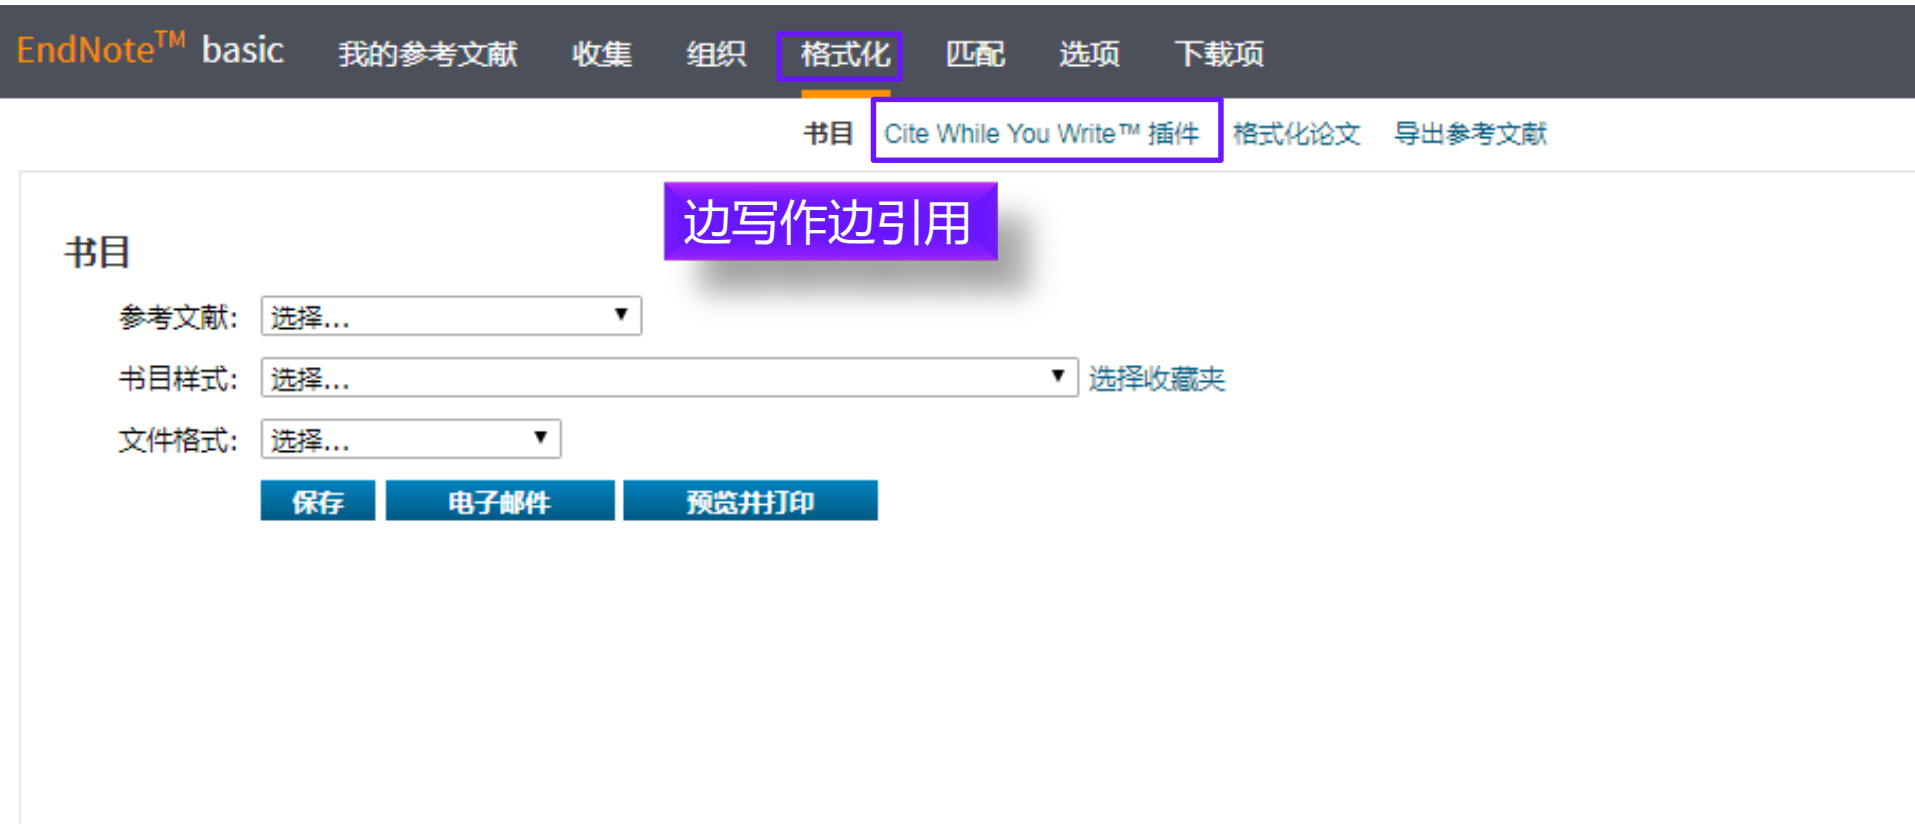 EndNote™ basic 我的参考文献 收集 组织 格式化 匹配 选项 下载项
书目 Cite While You Write™ 插件 格式化论文 导出参考文献
边写作边引用
书目
参考文献: 选择...
书目样式: 选择... 选择收藏夹
文件格式: 选择...
保存 电子邮件 预览并打印